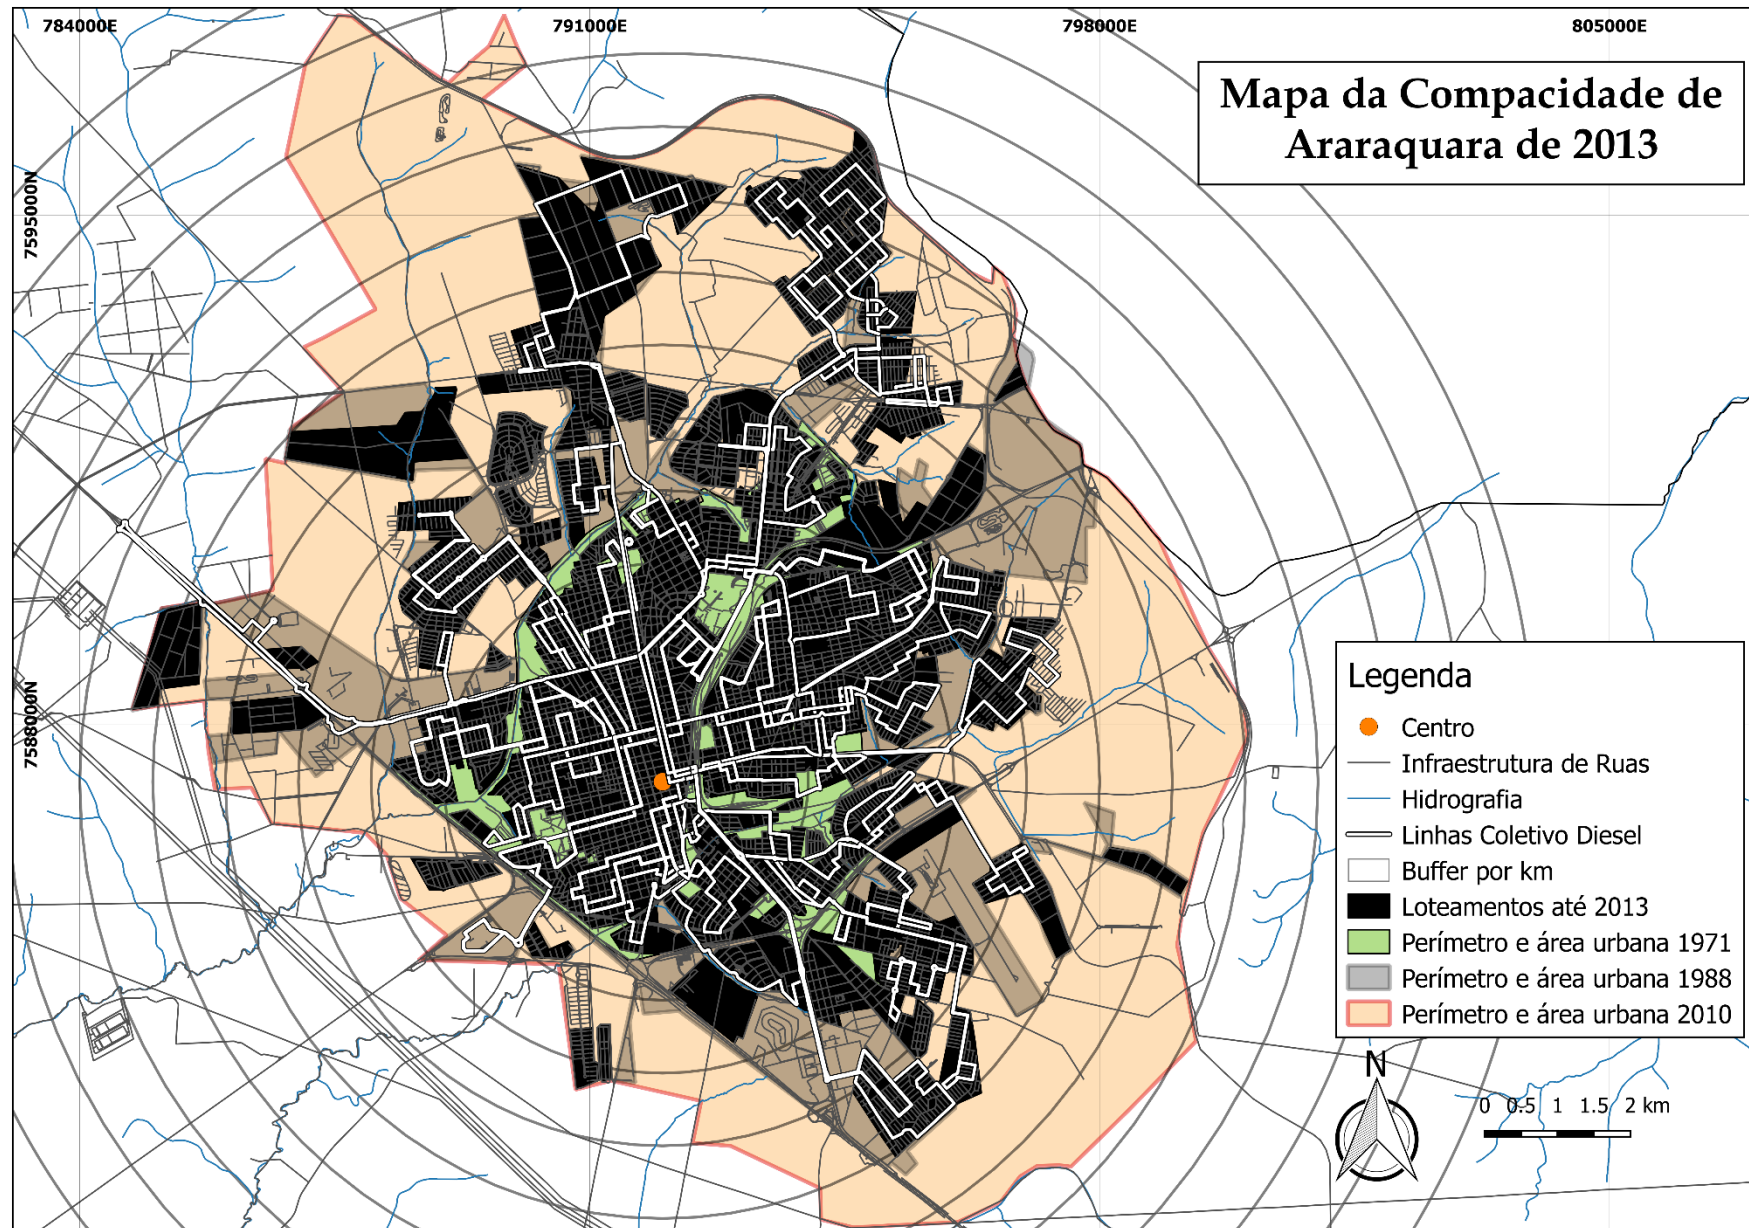 784000E
791000E
798000E
805000E
Mapa da Compacidade de
Araraquara de 2013
7595000N
7588000N
Legenda
Centro
Infraestrutura de Ruas
Hidrografia
Linhas Coletivo Diesel
Buffer por km
Loteamentos até 2013
Perímetro e área urbana 1971
Perímetro e área urbana 1988
Perímetro e área urbana 2010
N
0 0.5 1 1.5 2 km